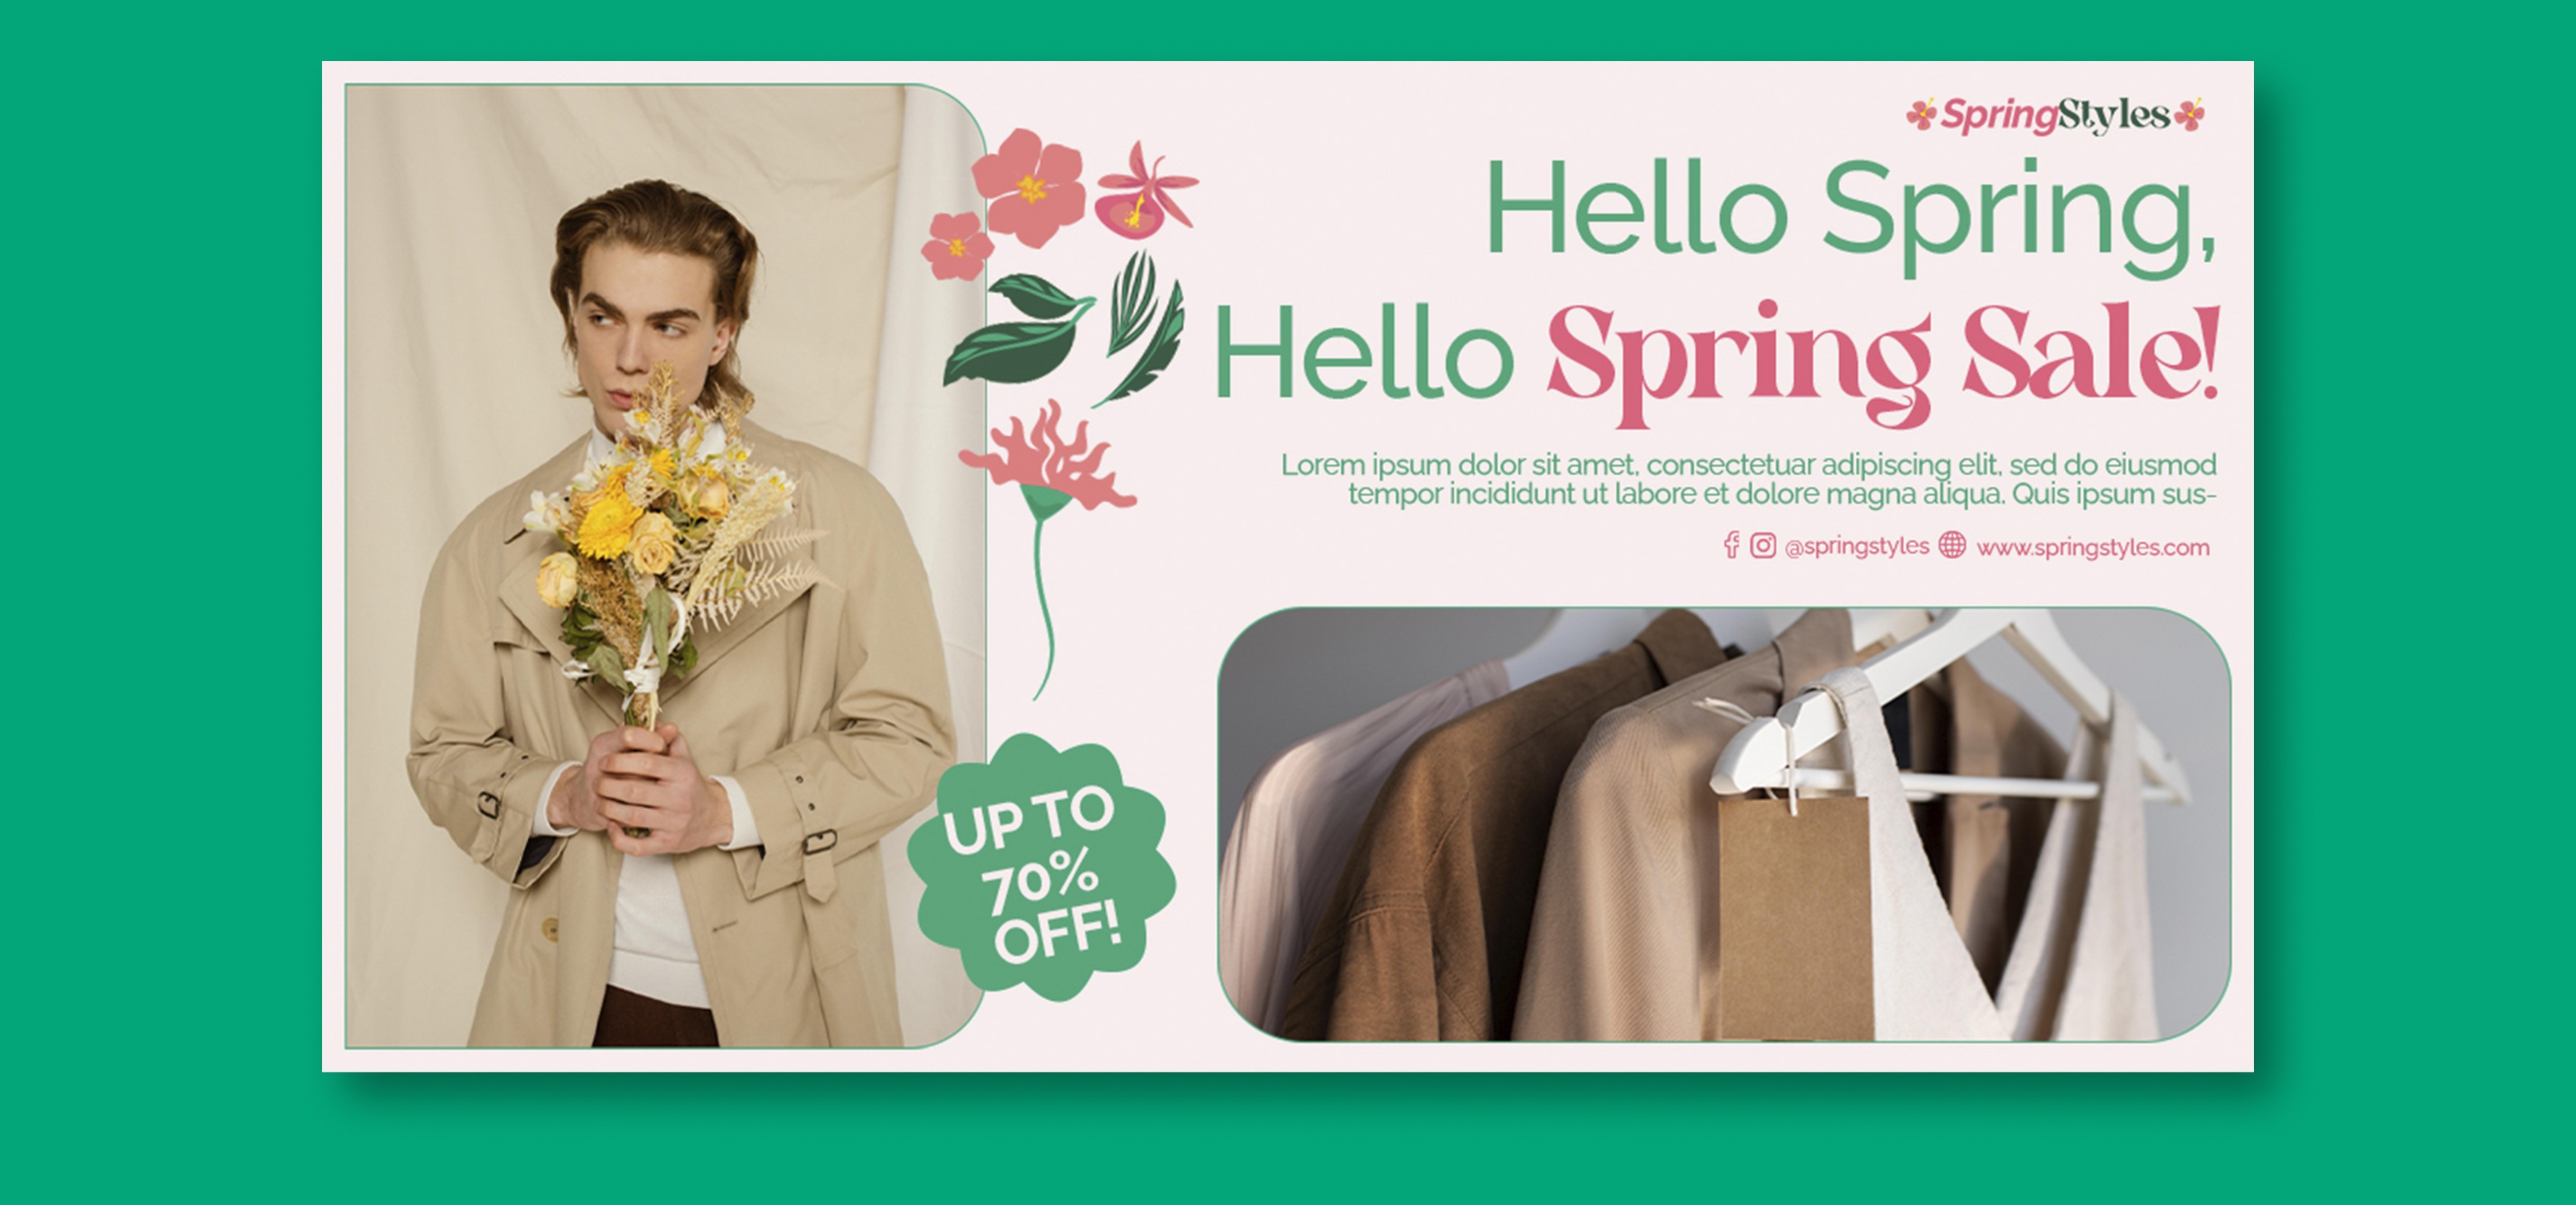 SpringStyles
Hello Spring,
Hello Spring Sale!
Lorem ipsum dolor sit amet, consectetuar adipiscing elit, sed do eiusmod
tempor incididunt ut labore et dolore magna aliqua. Quis ipsum sus-
@springstyles www.springstyles.com
UP TO
70%
OFF!